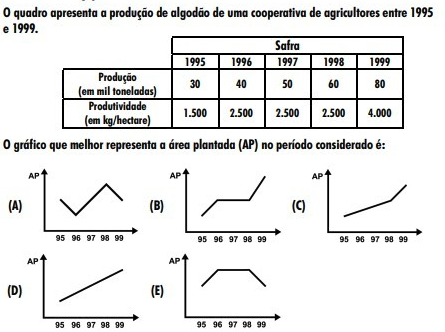 O quadro apresenta a produção de algodão de uma cooperativa de agricultores entre 1995
e 1999.
Safra
1995 1996 1997 1998 1999
Produção
(em mil toneladas) 30 40 50 60 80
Produtividade
(em kg/hectare) 1.500 2.500 2.500 2.500 4.000
O gráfico que melhor representa a área plantada (AP) no período considerado é:
(A) AP 95 96 97 98 99
(B) AP 95 96 97 98 99
(C) AP 95 96 97 98 99
(D) AP 95 96 97 98 99
(E) AP 95 96 97 98 99